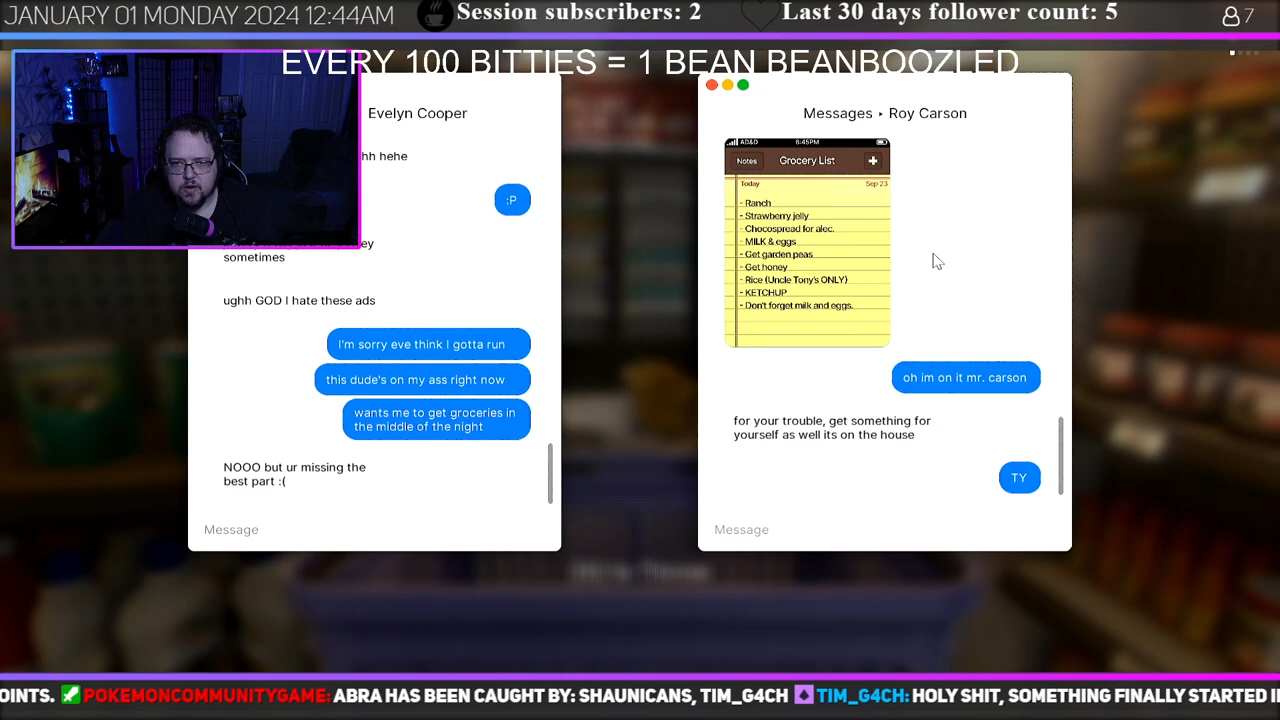 JANUARY 01 MONDAY 2024 12:44AM
Session subscribers: 2
Last 30 days follower count: 5
7
EVERY 100 BITTIES = 1 BEAN BEANBOOZLED
Evelyn Cooper
hh hehe
:P
sometimes
ughh GOD I hate these ads
I'm sorry eve think I gotta run
this dude's on my ass right now
wants me to get groceries in
the middle of the night
NOOO but ur missing the
best part :(
Message
Messages ‣ Roy Carson
AD&D 8:45PM
Notes Grocery List +
Today Sep 23
- Ranch
- Strawberry jelly
- Chocospread for alec.
- MILK & eggs
- Get garden peas
- Get honey
- Rice (Uncle Tony's ONLY)
- KETCHUP
- Don't forget milk and eggs.
oh im on it mr. carson
for your trouble, get something for
yourself as well its on the house
TY
Message
OINTS. POKEMONCOMMUNITYGAME: ABRA HAS BEEN CAUGHT BY: SHAUNICANS, TIM_G4CH TIM_G4CH: HOLY SHIT, SOMETHING FINALLY STARTED I